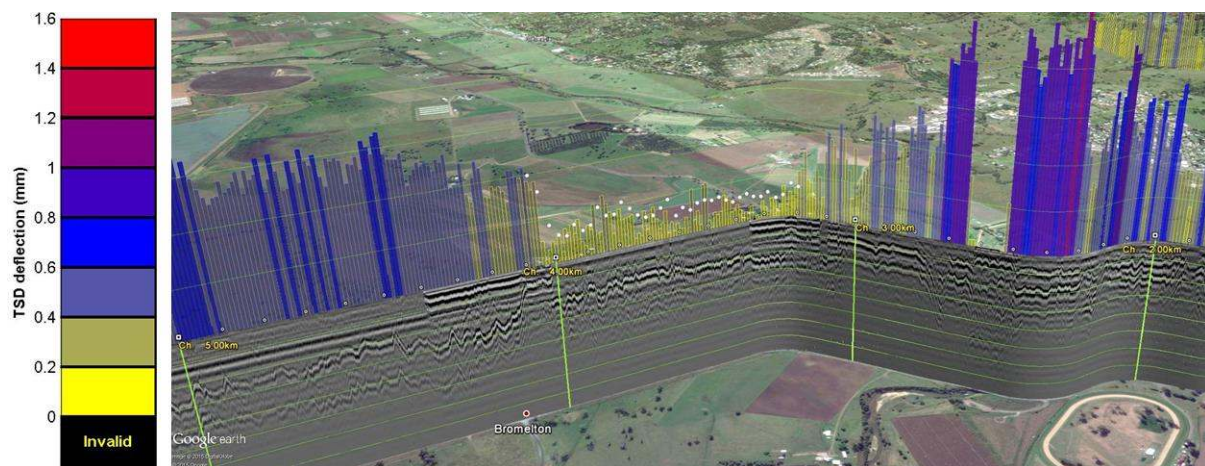 1.6
1.4
1.2
1
0.8
0.6
0.4
0.2
0
TSD deflection (mm)
Invalid
Ch 5.00km
Ch 4.00km
Ch 3.00km
Ch 2.00km
Bromelton
Google earth